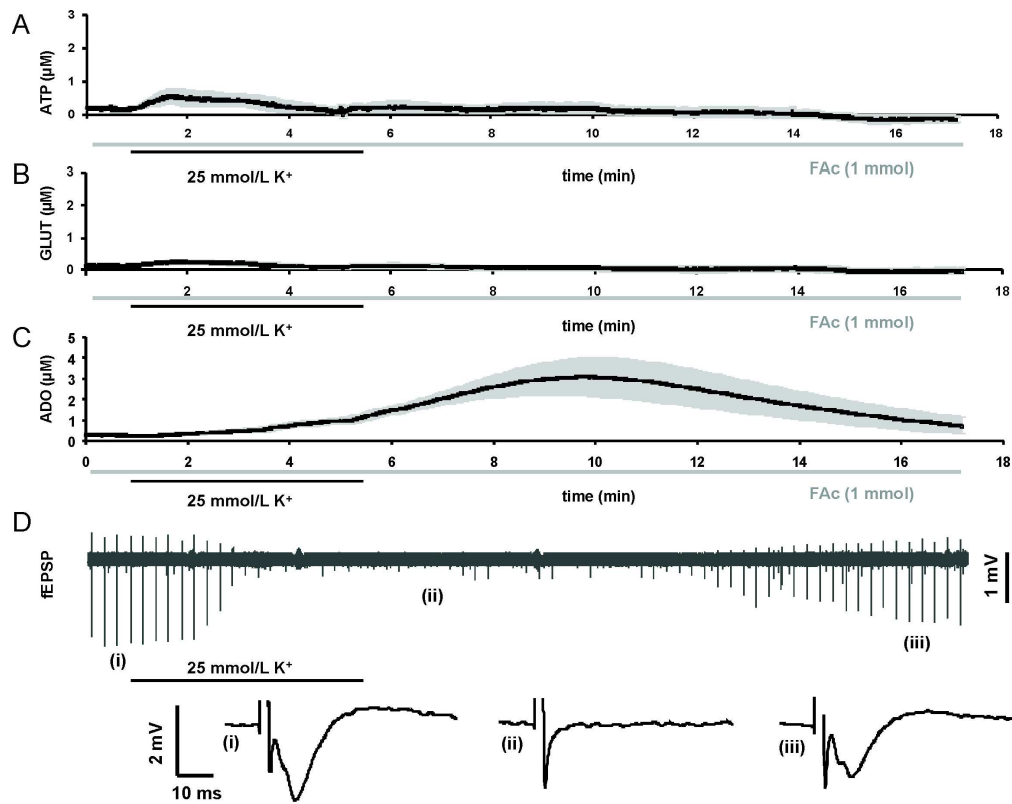 A
ATP (µM)
3
2
1
0
2 4 6 8 10 12 14 16 18
25 mmol/L K⁺ time (min) FAc (1 mmol)
B
GLUT (µM)
3
2
1
0
2 4 6 8 10 12 14 16 18
25 mmol/L K⁺ time (min) FAc (1 mmol)
C
ADO (µM)
5
4
3
2
1
0
0 2 4 6 8 10 12 14 16 18
25 mmol/L K⁺ time (min) FAc (1 mmol)
D
fEPSP
1 mV
(i) (ii) (iii)
25 mmol/L K⁺
2 mV
10 ms
(i) (ii) (iii)